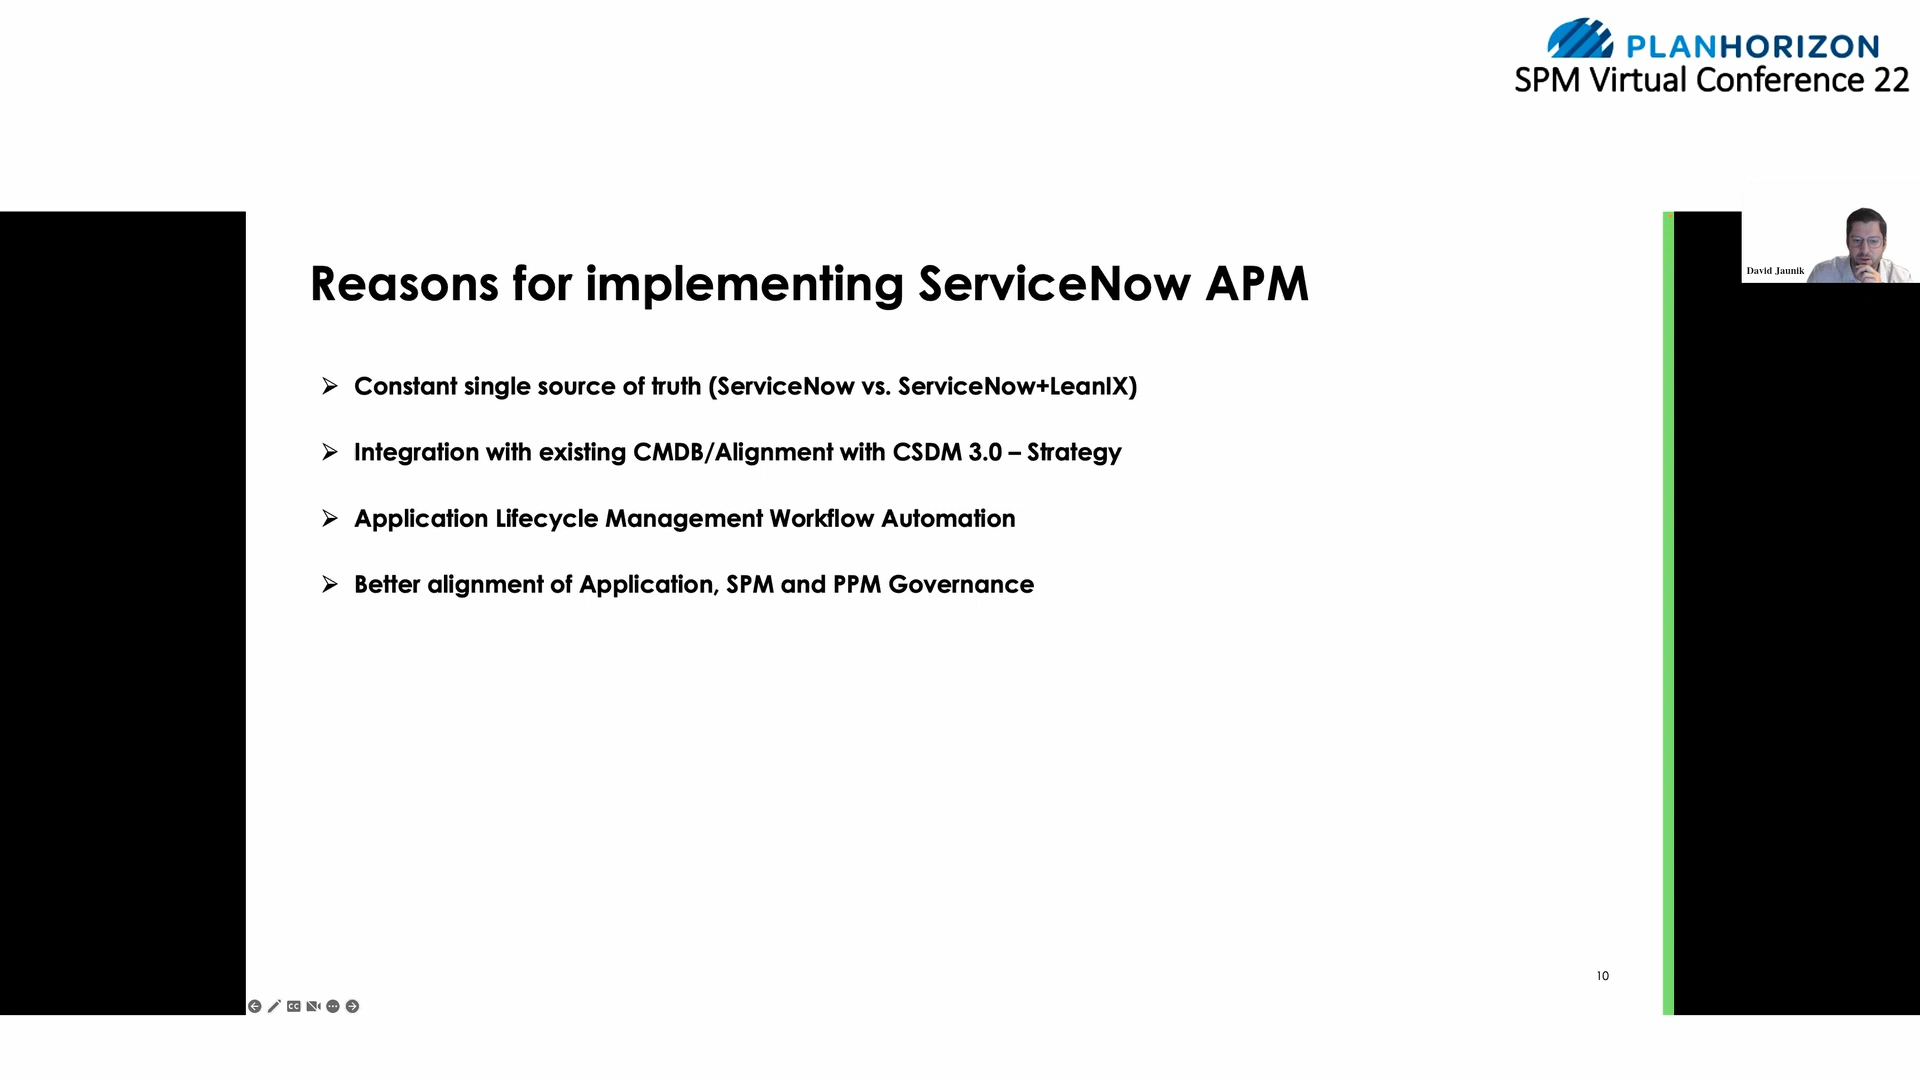 PLANHORIZON
SPM Virtual Conference 22
David Jaunik
Reasons for implementing ServiceNow APM
➢ Constant single source of truth (ServiceNow vs. ServiceNow+LeanIX)
➢ Integration with existing CMDB/Alignment with CSDM 3.0 – Strategy
➢ Application Lifecycle Management Workflow Automation
➢ Better alignment of Application, SPM and PPM Governance
10
CC